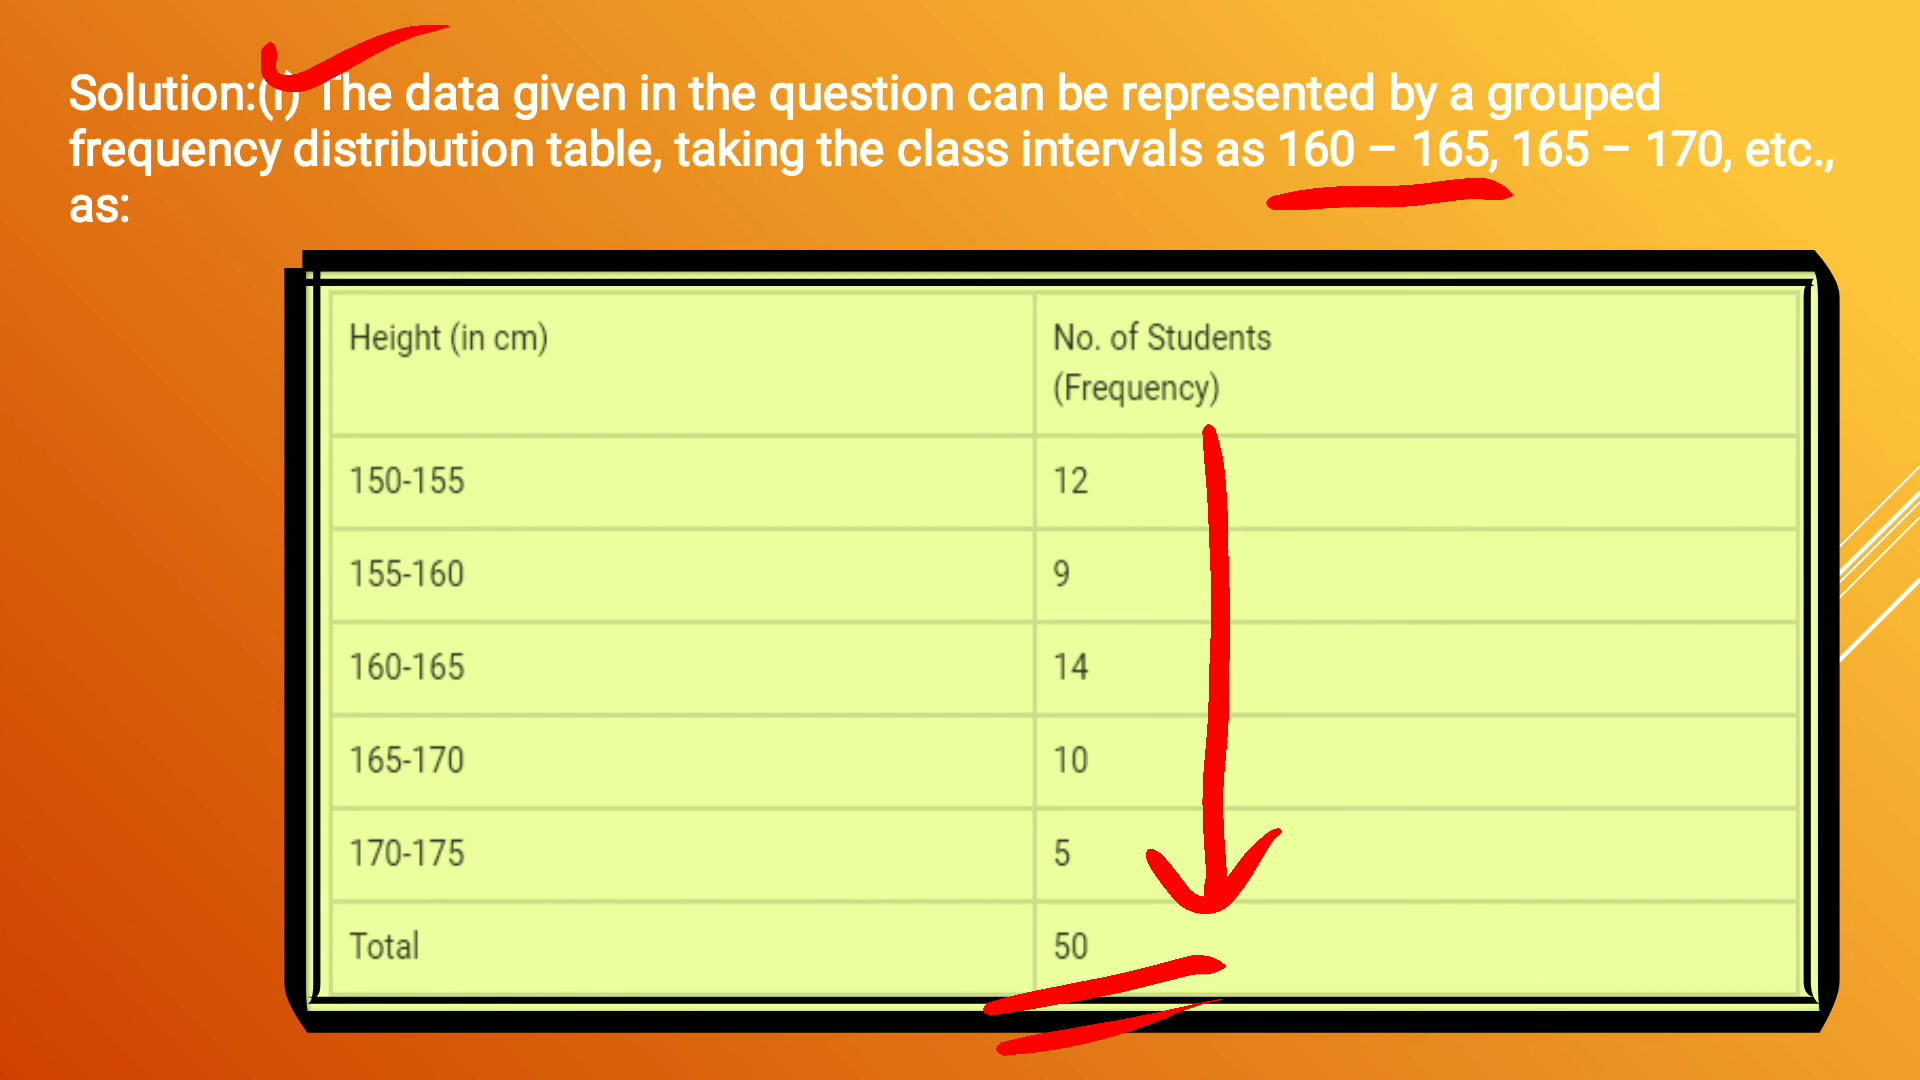 Solution:(i) The data given in the question can be represented by a grouped
frequency distribution table, taking the class intervals as 160 – 165, 165 – 170, etc.,
as:
Height (in cm) No. of Students
(Frequency)
150-155 12
155-160 9
160-165 14
165-170 10
170-175 5
Total 50